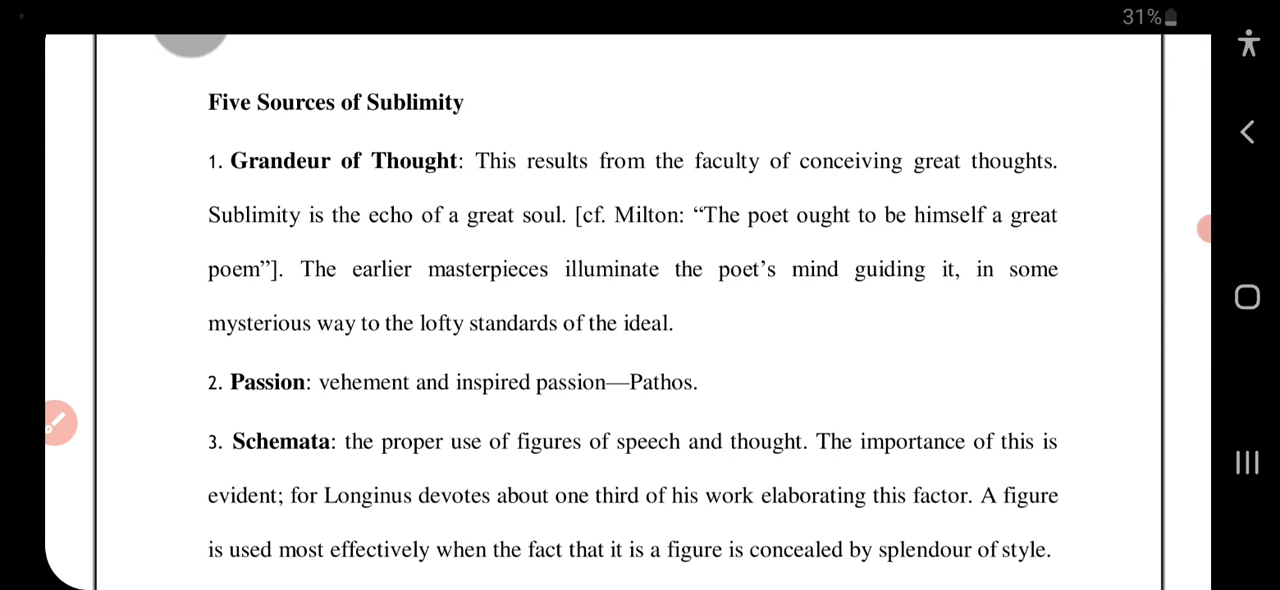 31%
Five Sources of Sublimity
1. Grandeur of Thought: This results from the faculty of conceiving great thoughts.
Sublimity is the echo of a great soul. [cf. Milton: “The poet ought to be himself a great
poem”]. The earlier masterpieces illuminate the poet’s mind guiding it, in some
mysterious way to the lofty standards of the ideal.
2. Passion: vehement and inspired passion—Pathos.
3. Schemata: the proper use of figures of speech and thought. The importance of this is
evident; for Longinus devotes about one third of his work elaborating this factor. A figure
is used most effectively when the fact that it is a figure is concealed by splendour of style.